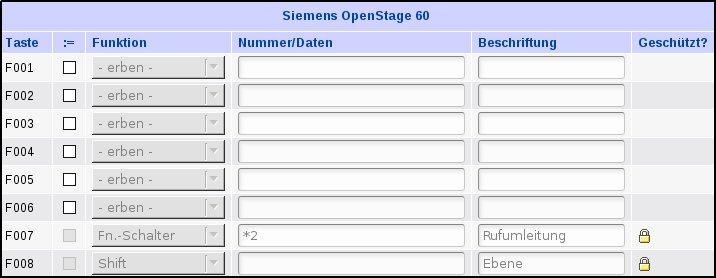 Siemens OpenStage 60
Taste := Funktion Nummer/Daten Beschriftung Geschützt?
F001 - erben -
F002 - erben -
F003 - erben -
F004 - erben -
F005 - erben -
F006 - erben -
F007 Fn.-Schalter *2 Rufumleitung
F008 Shift Ebene